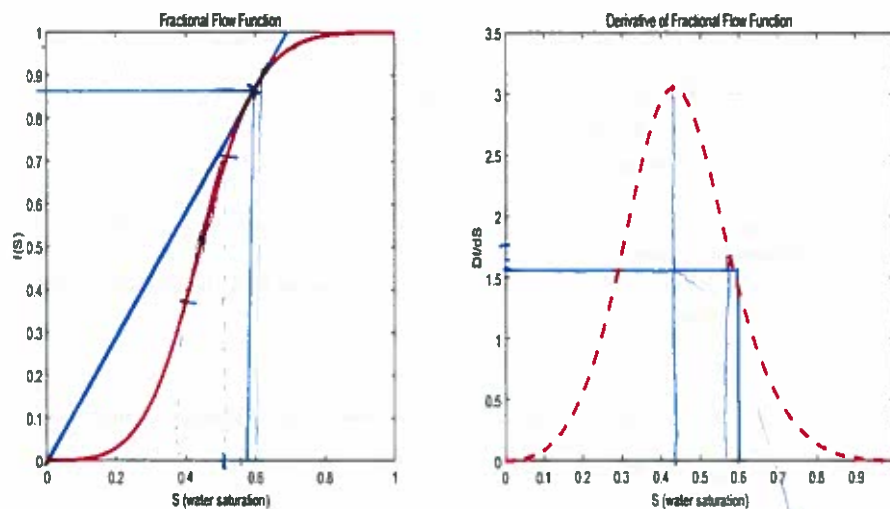 Fractional Flow Function
1
0.9
0.8
0.7
0.6
0.5
0.4
0.3
0.2
0.1
0
f(S)
0 0.2 0.4 0.6 0.8 1
S (water saturation)
Derivative of Fractional Flow Function
3.5
3
2.5
2
1.5
1
0.5
0
Df/dS
0 0.1 0.2 0.3 0.4 0.5 0.6 0.7 0.8 0.9
S (water saturation)